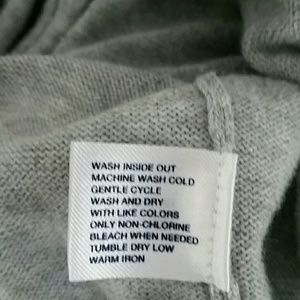 WASH INSIDE OUT
MACHINE WASH COLD
GENTLE CYCLE
WASH AND DRY
WITH LIKE COLORS
ONLY NON-CHLORINE
BLEACH WHEN NEEDED
TUMBLE DRY LOW
WARM IRON